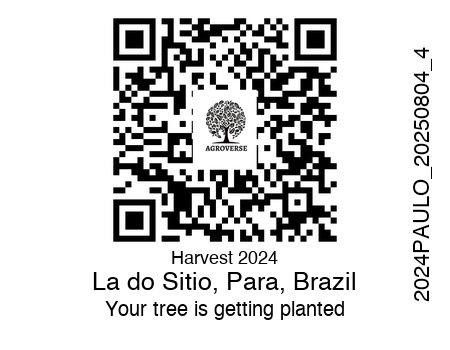 AGROVERSE
Harvest 2024
La do Sitio, Para, Brazil
Your tree is getting planted
2024PAULO_20250804_4